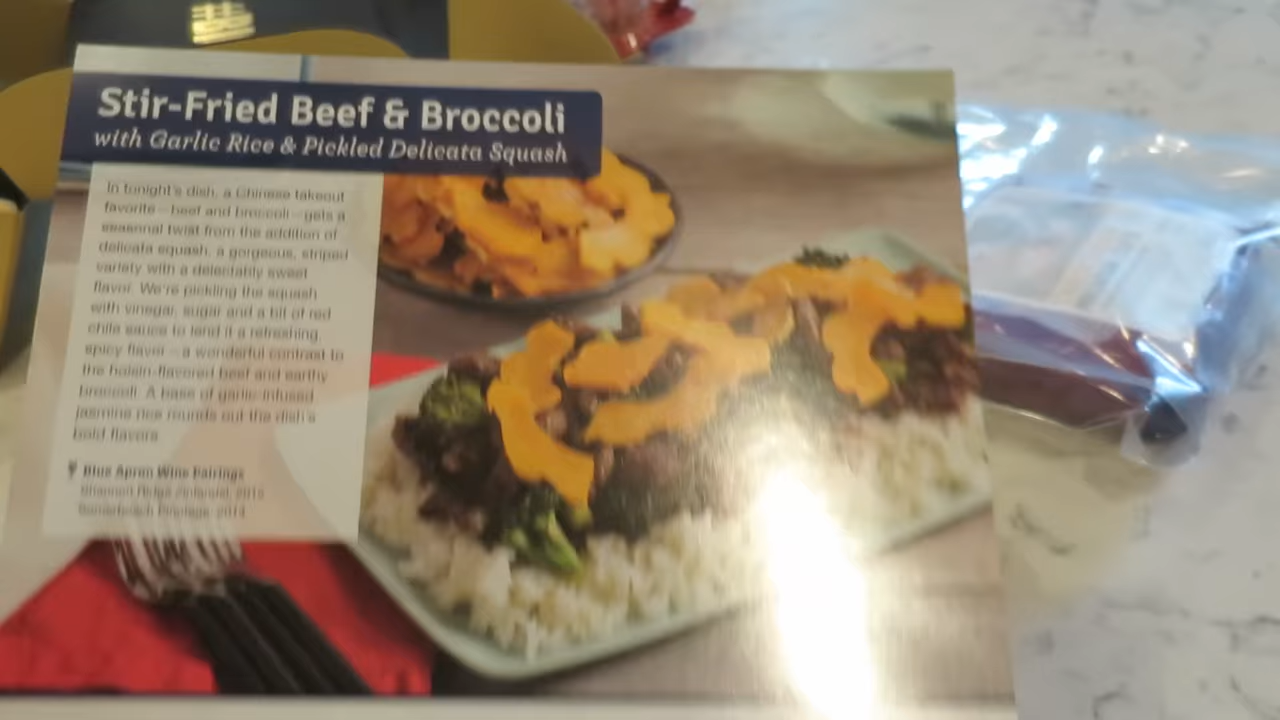 Stir-Fried Beef & Broccoli
with Garlic Rice & Pickled Delicata Squash
In tonight's dish, a Chinese takeout
favorite—beef and broccoli—gets a
seasonal twist from the addition of
delicata squash, a gorgeous, striped
variety with a delectably sweet
flavor. We're pickling the squash
with vinegar, sugar and a bit of red
chile sauce to lend it a refreshing,
spicy flavor—a wonderful contrast to
the hoisin-flavored beef and earthy
broccoli. A base of garlic-infused
jasmine rice rounds out the dish's
bold flavors.
Blue Apron Wine Pairings
Shannon Ridge Zinfandel, 2013